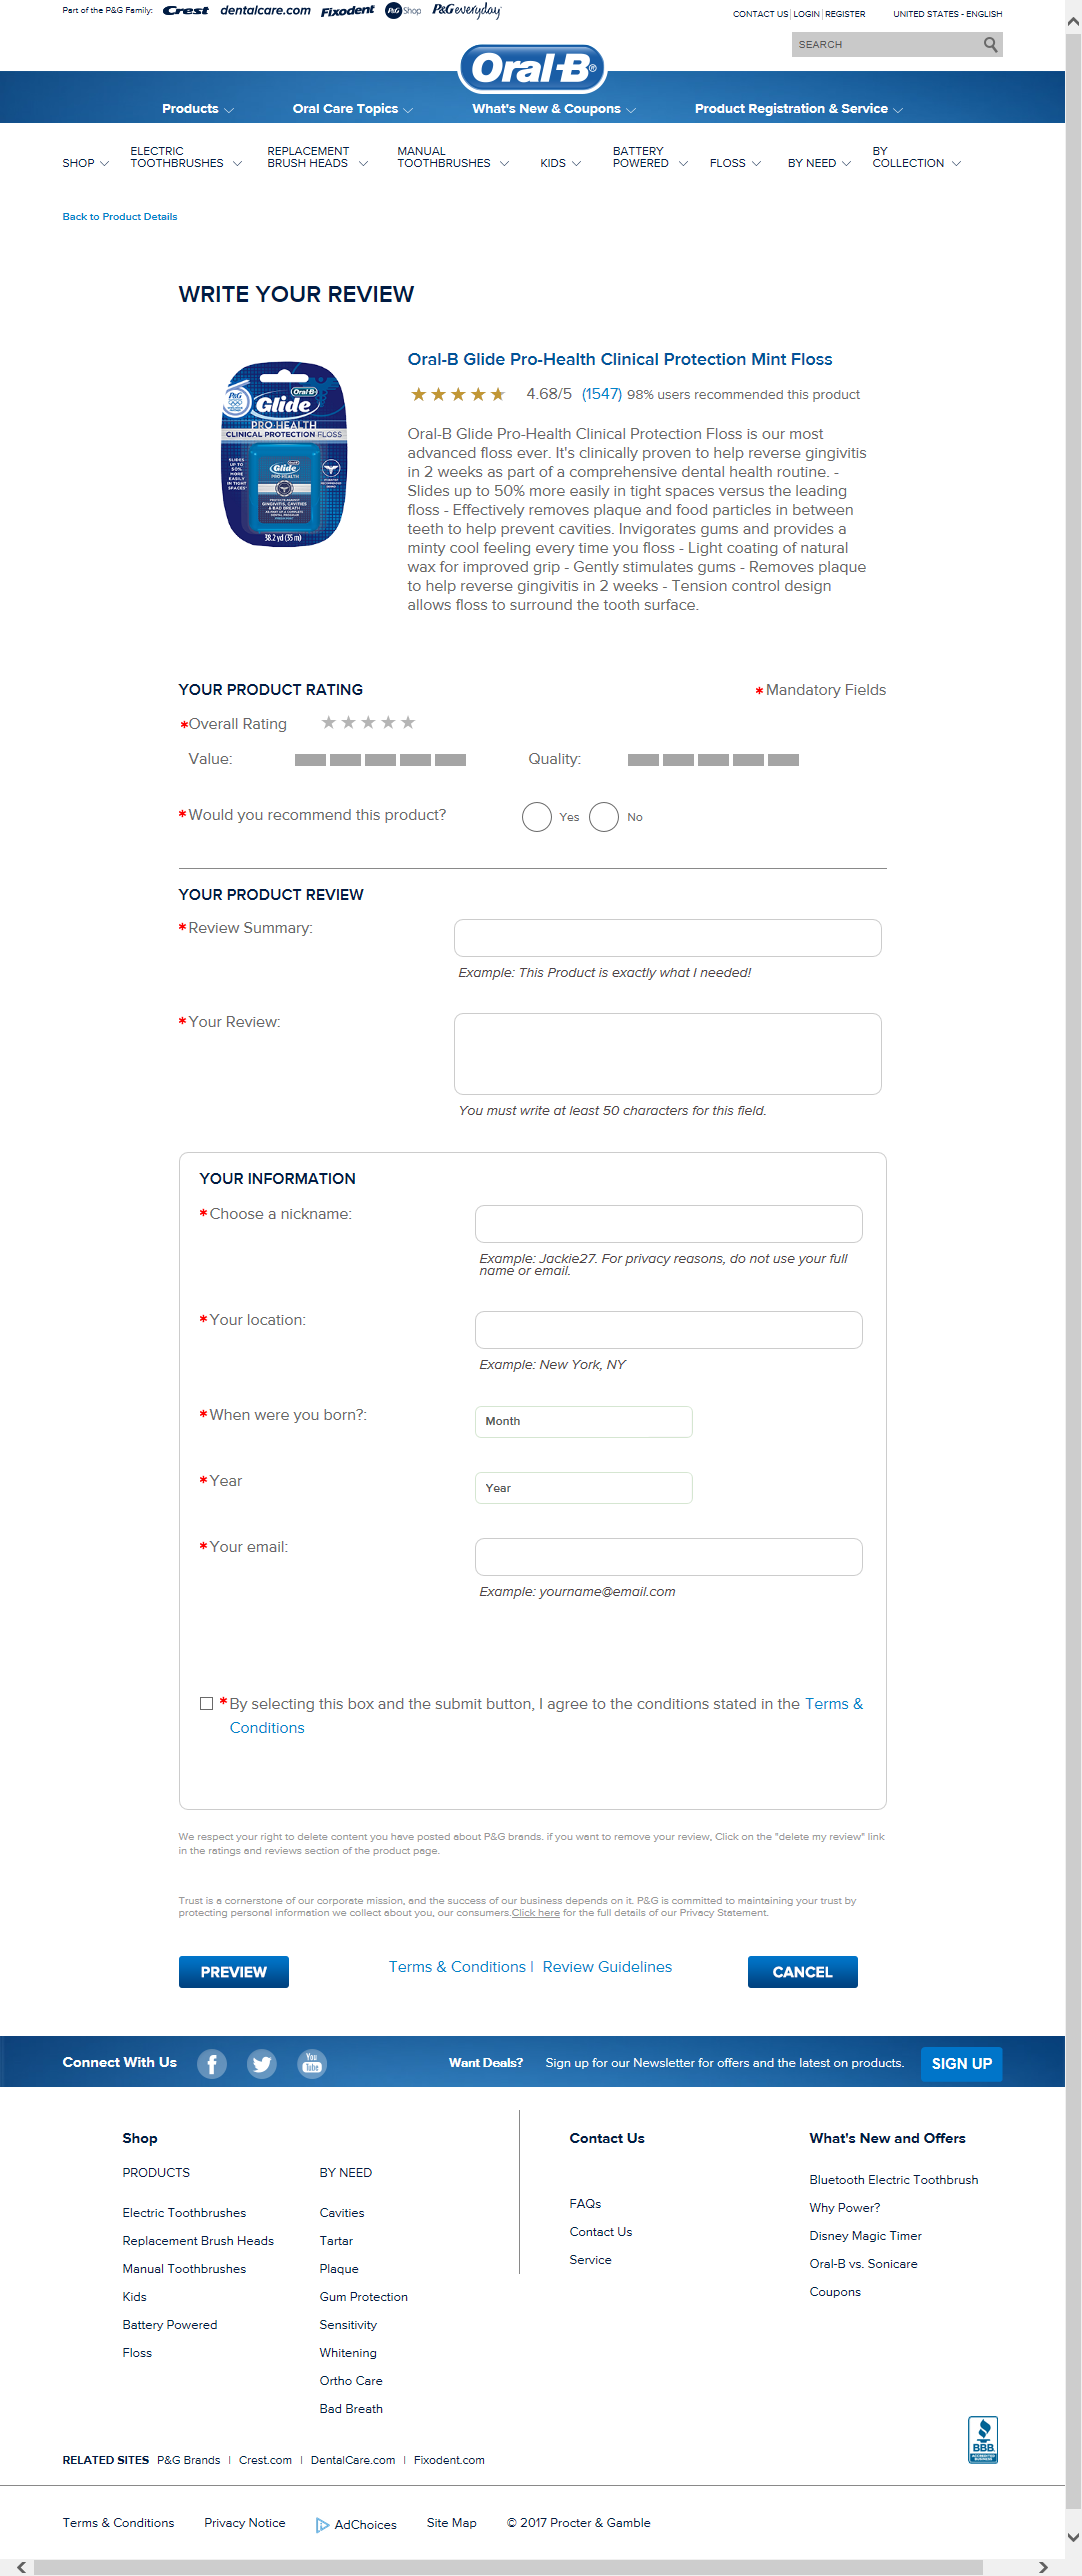 Part of the P&G Family: Crest dentalcare.com Fixodent P&G Shop P&G everyday
CONTACT US | LOGIN | REGISTER UNITED STATES - ENGLISH
SEARCH
Oral-B®
Products Oral Care Topics What's New & Coupons Product Registration & Service
SHOP ELECTRIC TOOTHBRUSHES REPLACEMENT BRUSH HEADS MANUAL TOOTHBRUSHES KIDS BATTERY POWERED FLOSS BY NEED BY COLLECTION
Back to Product Details
WRITE YOUR REVIEW
Oral-B
P&G
Glide
PRO-HEALTH
CLINICAL PROTECTION FLOSS
SLIDES
UP TO
50%
MORE
EASILY
IN TIGHT
SPACES*
Glide
PRO-HEALTH
38.2 yd (35 m)
Oral-B Glide Pro-Health Clinical Protection Mint Floss
4.68/5 (1547) 98% users recommended this product
Oral-B Glide Pro-Health Clinical Protection Floss is our most
advanced floss ever. It's clinically proven to help reverse gingivitis
in 2 weeks as part of a comprehensive dental health routine. -
Slides up to 50% more easily in tight spaces versus the leading
floss - Effectively removes plaque and food particles in between
teeth to help prevent cavities. Invigorates gums and provides a
minty cool feeling every time you floss - Light coating of natural
wax for improved grip - Gently stimulates gums - Removes plaque
to help reverse gingivitis in 2 weeks - Tension control design
allows floss to surround the tooth surface.
YOUR PRODUCT RATING
* Mandatory Fields
*Overall Rating
Value: Quality:
*Would you recommend this product? Yes No
YOUR PRODUCT REVIEW
*Review Summary:
Example: This Product is exactly what I needed!
*Your Review:
You must write at least 50 characters for this field.
YOUR INFORMATION
*Choose a nickname:
Example: Jackie27. For privacy reasons, do not use your full
name or email.
*Your location:
Example: New York, NY
*When were you born?: Month
*Year Year
*Your email:
Example: yourname@email.com
*By selecting this box and the submit button, I agree to the conditions stated in the Terms &
Conditions
We respect your right to delete content you have posted about P&G brands. if you want to remove your review, Click on the "delete my review" link
in the ratings and reviews section of the product page.
Trust is a cornerstone of our corporate mission, and the success of our business depends on it. P&G is committed to maintaining your trust by
protecting personal information we collect about you, our consumers.Click here for the full details of our Privacy Statement.
PREVIEW Terms & Conditions | Review Guidelines CANCEL
Connect With Us You Tube Want Deals? Sign up for our Newsletter for offers and the latest on products. SIGN UP
Shop
PRODUCTS
Electric Toothbrushes
Replacement Brush Heads
Manual Toothbrushes
Kids
Battery Powered
Floss
BY NEED
Cavities
Tartar
Plaque
Gum Protection
Sensitivity
Whitening
Ortho Care
Bad Breath
Contact Us
FAQs
Contact Us
Service
What's New and Offers
Bluetooth Electric Toothbrush
Why Power?
Disney Magic Timer
Oral-B vs. Sonicare
Coupons
BBB
ACCREDITED
BUSINESS
RELATED SITES P&G Brands | Crest.com | DentalCare.com | Fixodent.com
Terms & Conditions Privacy Notice AdChoices Site Map © 2017 Procter & Gamble